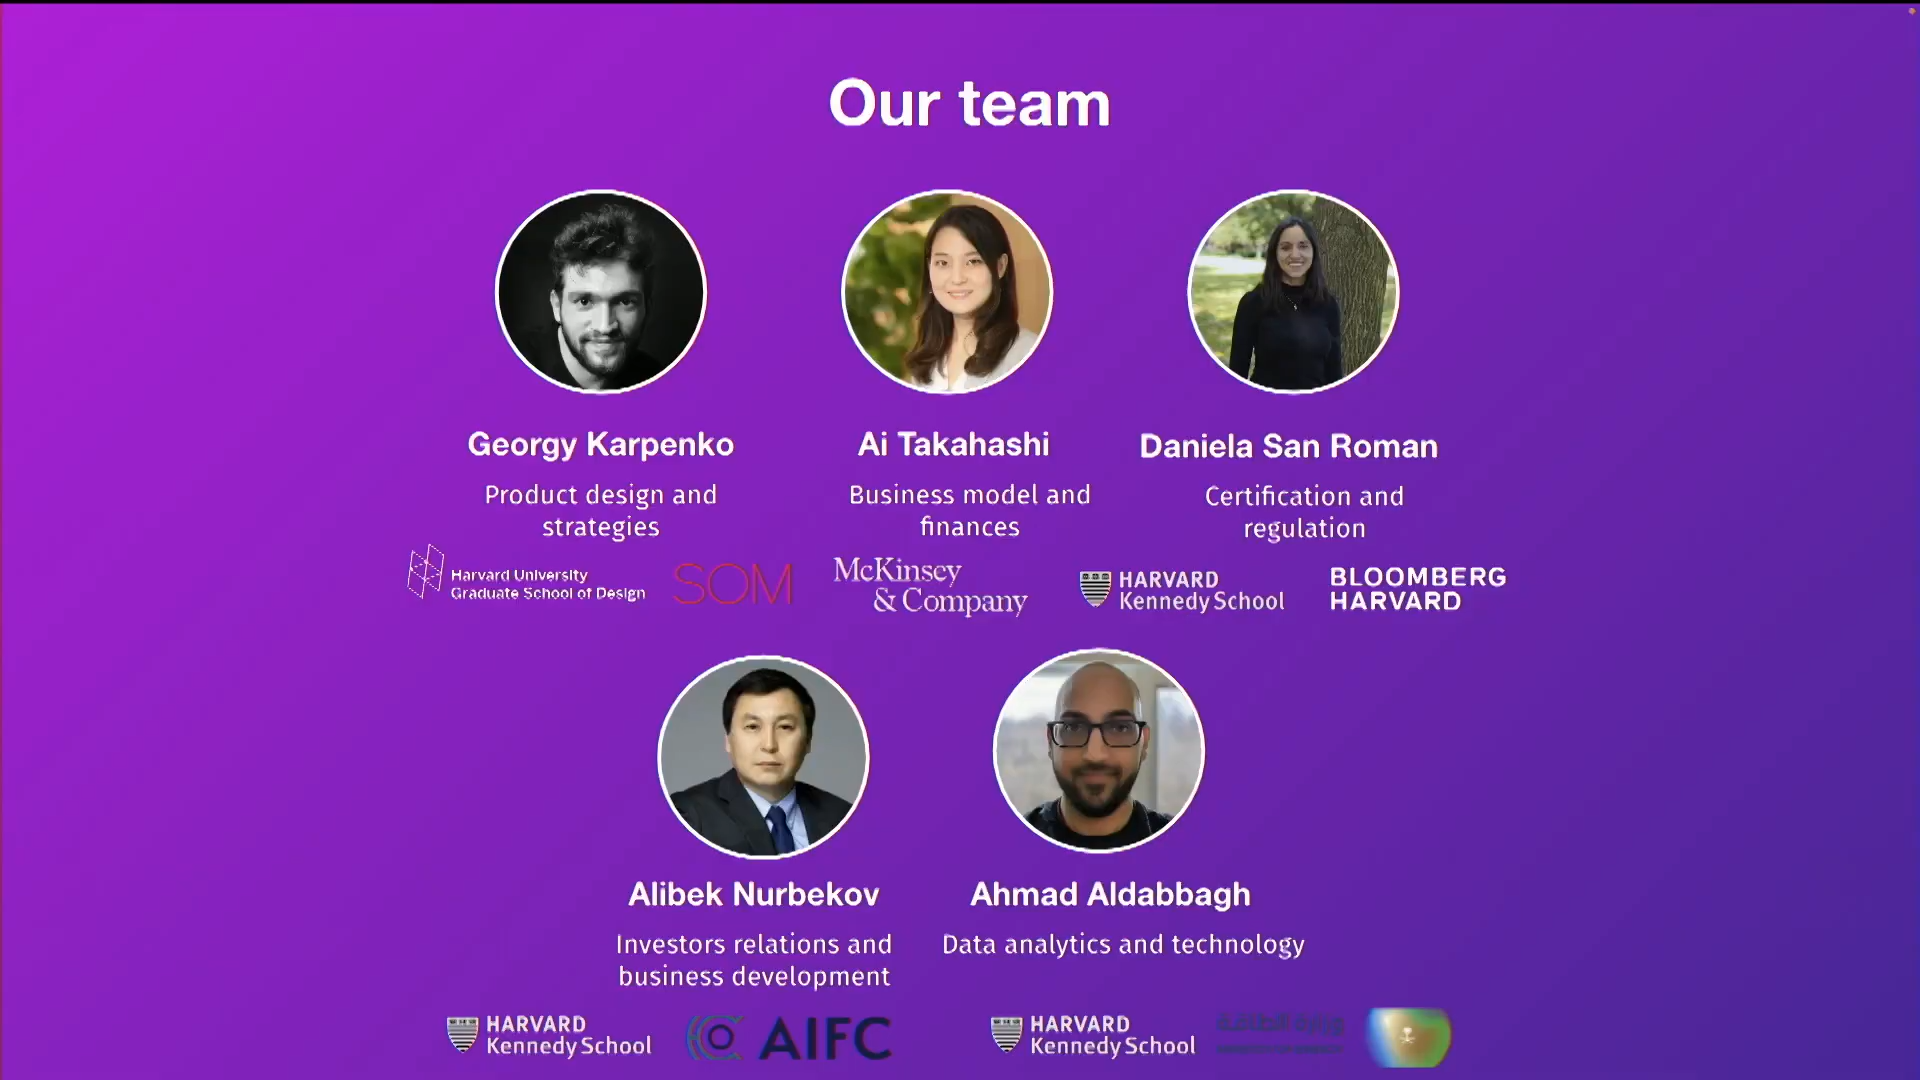 Our team
Georgy Karpenko
Product design and
strategies
Harvard University
Graduate School of Design
SOM
Ai Takahashi
Business model and
finances
McKinsey
& Company
Daniela San Roman
Certification and
regulation
HARVARD
Kennedy School
BLOOMBERG
HARVARD
Alibek Nurbekov
Investors relations and
business development
HARVARD
Kennedy School
AIFC
Ahmad Aldabbagh
Data analytics and technology
HARVARD
Kennedy School
وزارة الطاقة